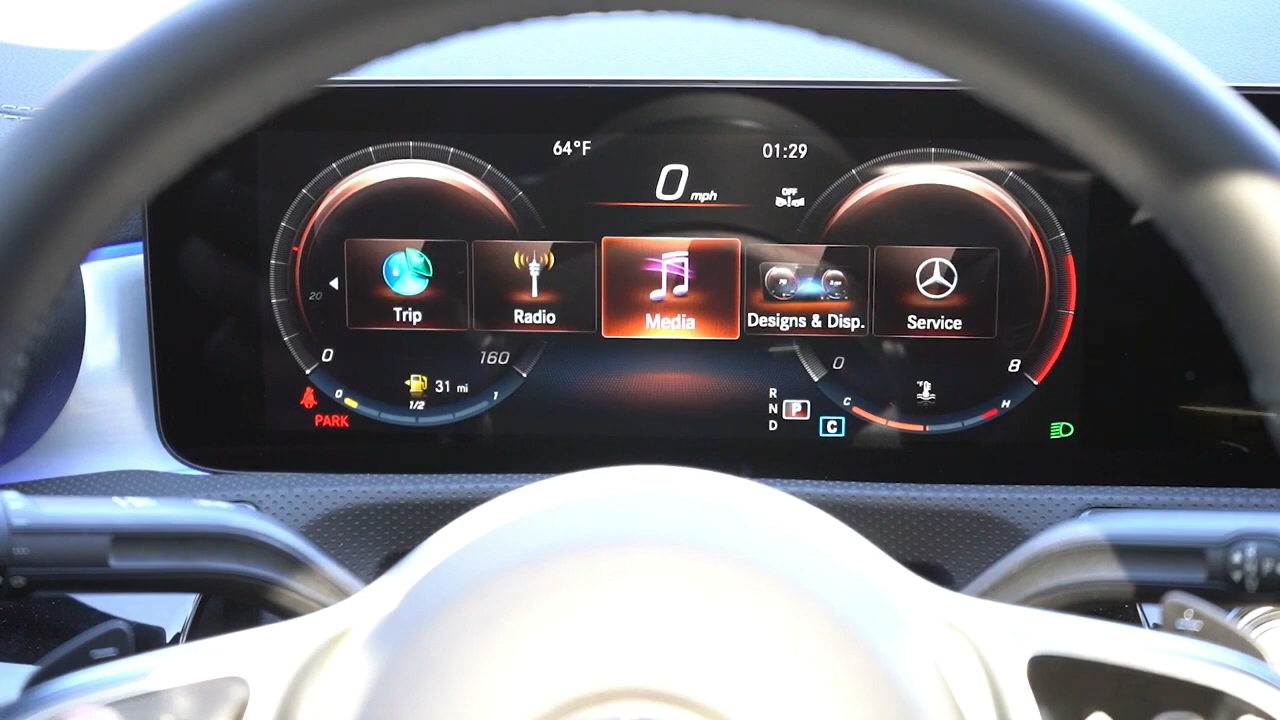 64°F
01:29
0 mph
OFF
Trip
Radio
Media
Designs & Disp.
Service
20
0
160
0
8
31 mi
0
1/2
1
PARK
R
N
P
D
C
C
H